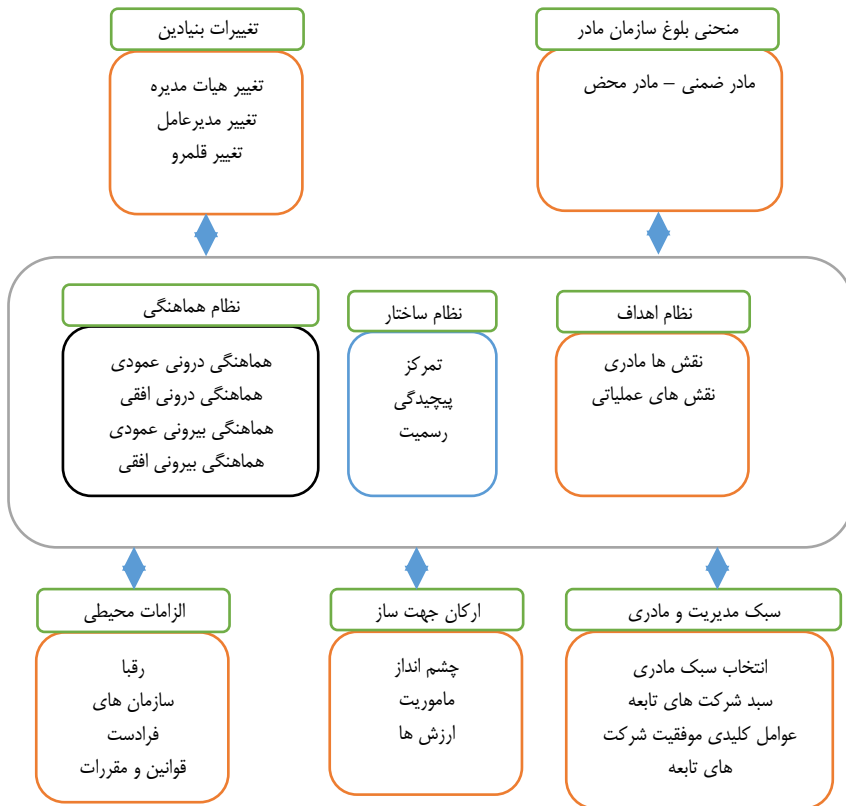 منحنی بلوغ سازمان مادر
مادر ضمنی – مادر محض
تغییرات بنیادین
تغییر هیات مدیره
تغییر مدیرعامل
تغییر قلمرو
نظام اهداف
نقش ها مادری
نقش های عملیاتی
نظام ساختار
تمرکز
پیچیدگی
رسمیت
نظام هماهنگی
هماهنگی درونی عمودی
هماهنگی درونی افقی
هماهنگی بیرونی عمودی
هماهنگی بیرونی افقی
سبک مدیریت و مادری
انتخاب سبک مادری
سبد شرکت های تابعه
عوامل کلیدی موفقیت شرکت
های تابعه
ارکان جهت ساز
چشم انداز
ماموریت
ارزش ها
الزامات محیطی
رقبا
سازمان های
فرادست
قوانین و مقررات